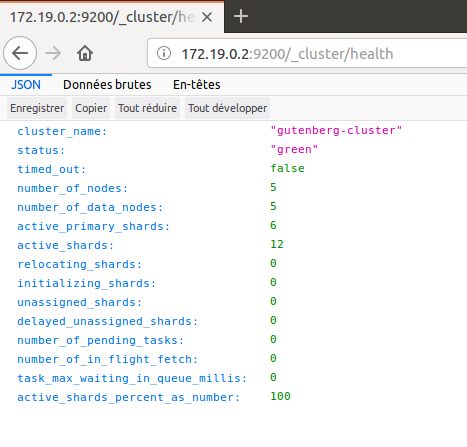 172.19.0.2:9200/_cluster/he
172.19.0.2:9200/_cluster/health
JSON Données brutes En-têtes
Enregistrer Copier Tout réduire Tout développer
cluster_name: "gutenberg-cluster"
status: "green"
timed_out: false
number_of_nodes: 5
number_of_data_nodes: 5
active_primary_shards: 6
active_shards: 12
relocating_shards: 0
initializing_shards: 0
unassigned_shards: 0
delayed_unassigned_shards: 0
number_of_pending_tasks: 0
number_of_in_flight_fetch: 0
task_max_waiting_in_queue_millis: 0
active_shards_percent_as_number: 100